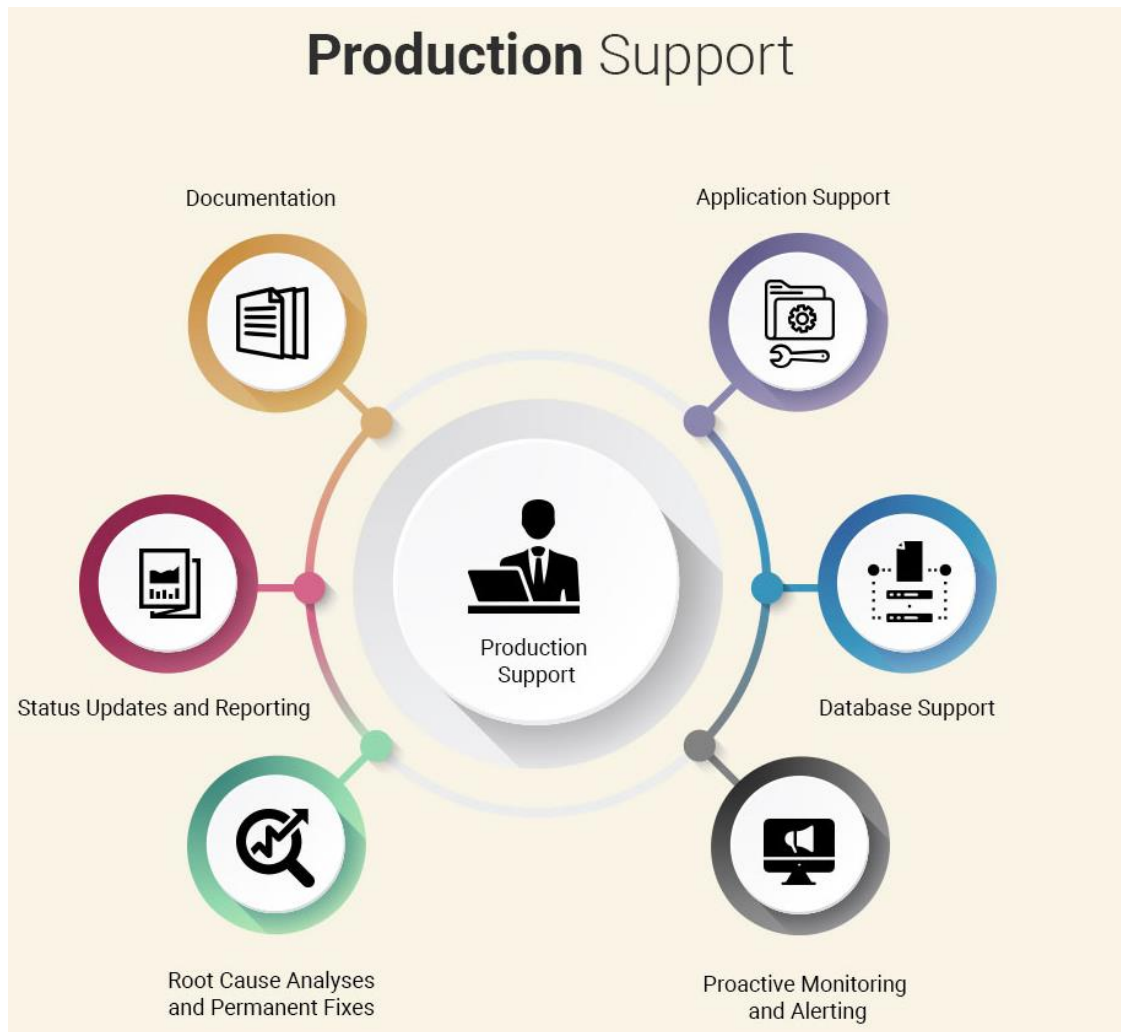 Production Support
Documentation
Application Support
Production
Support
Status Updates and Reporting
Database Support
Root Cause Analyses
and Permanent Fixes
Proactive Monitoring
and Alerting